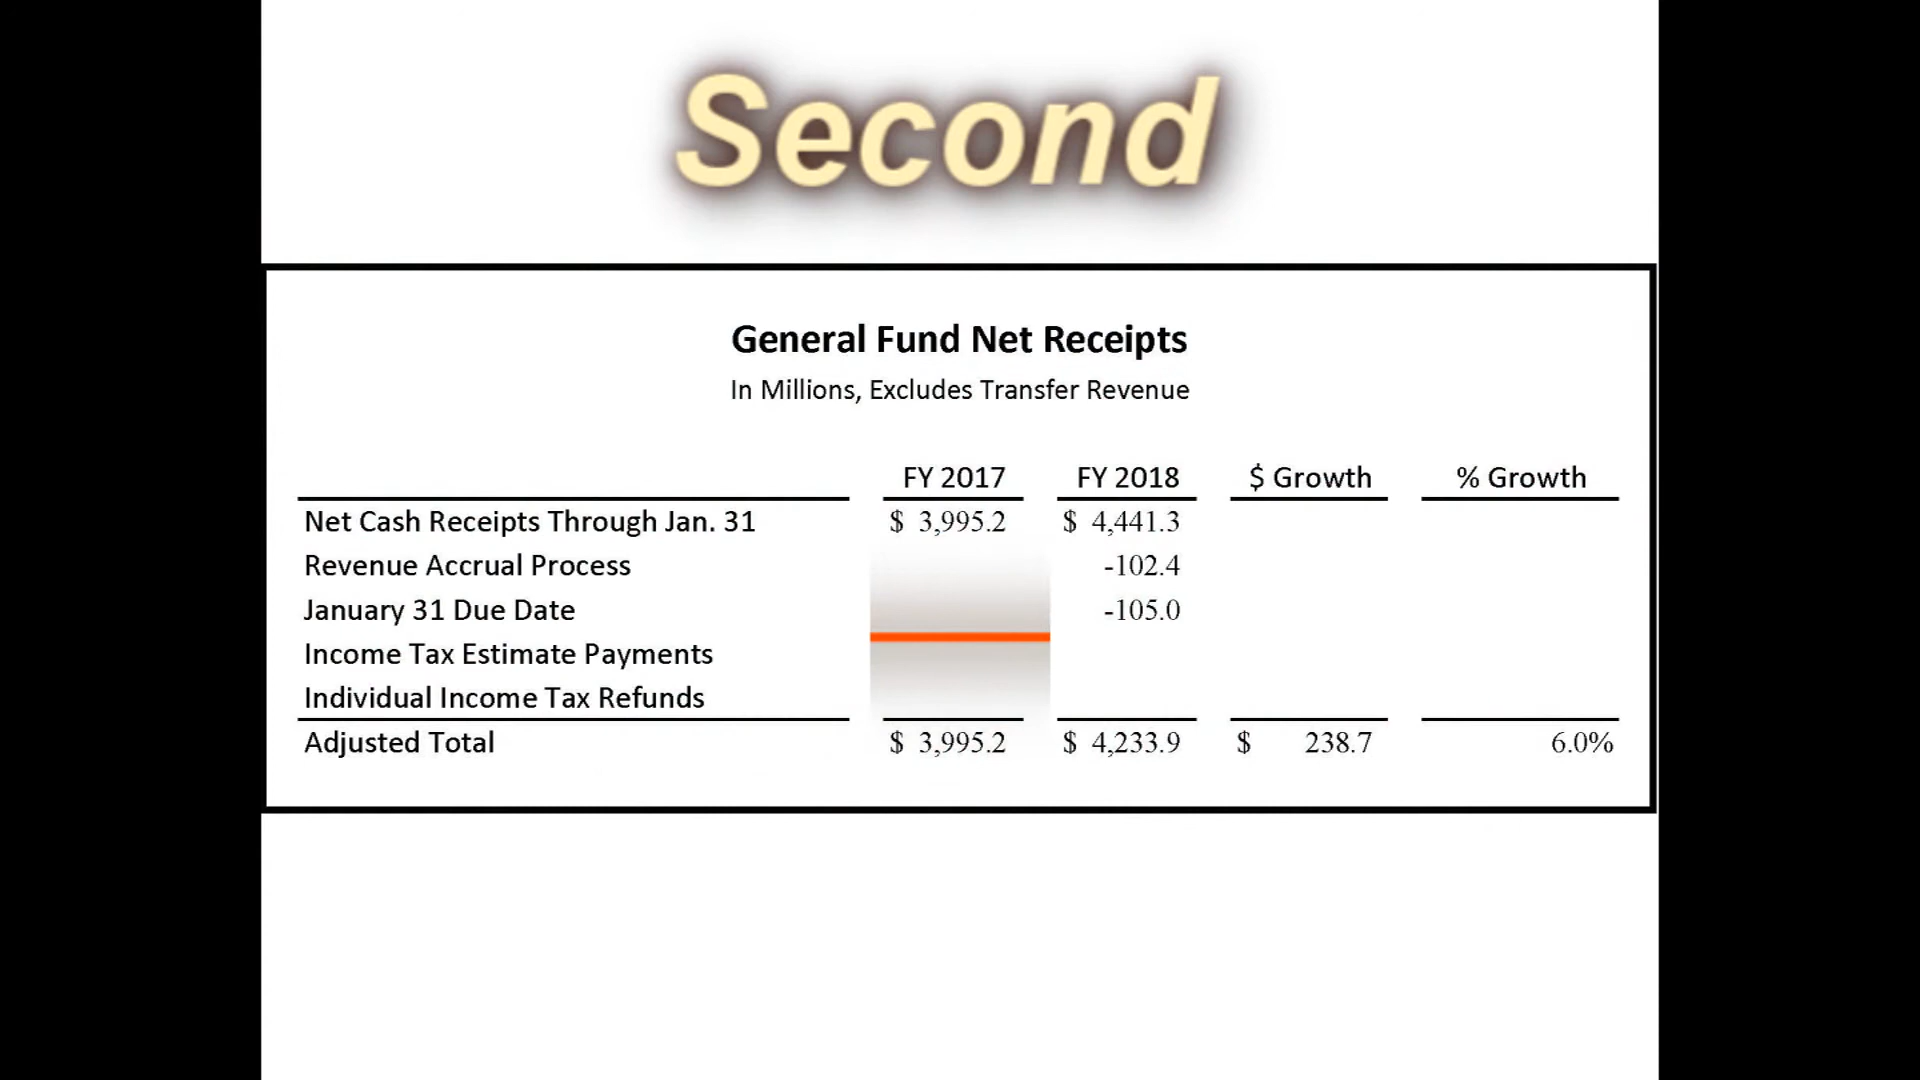 Second
General Fund Net Receipts
In Millions, Excludes Transfer Revenue
FY 2017 FY 2018 $ Growth % Growth
Net Cash Receipts Through Jan. 31 $ 3,995.2 $ 4,441.3
Revenue Accrual Process -102.4
January 31 Due Date -105.0
Income Tax Estimate Payments
Individual Income Tax Refunds
Adjusted Total $ 3,995.2 $ 4,233.9 $ 238.7 6.0%